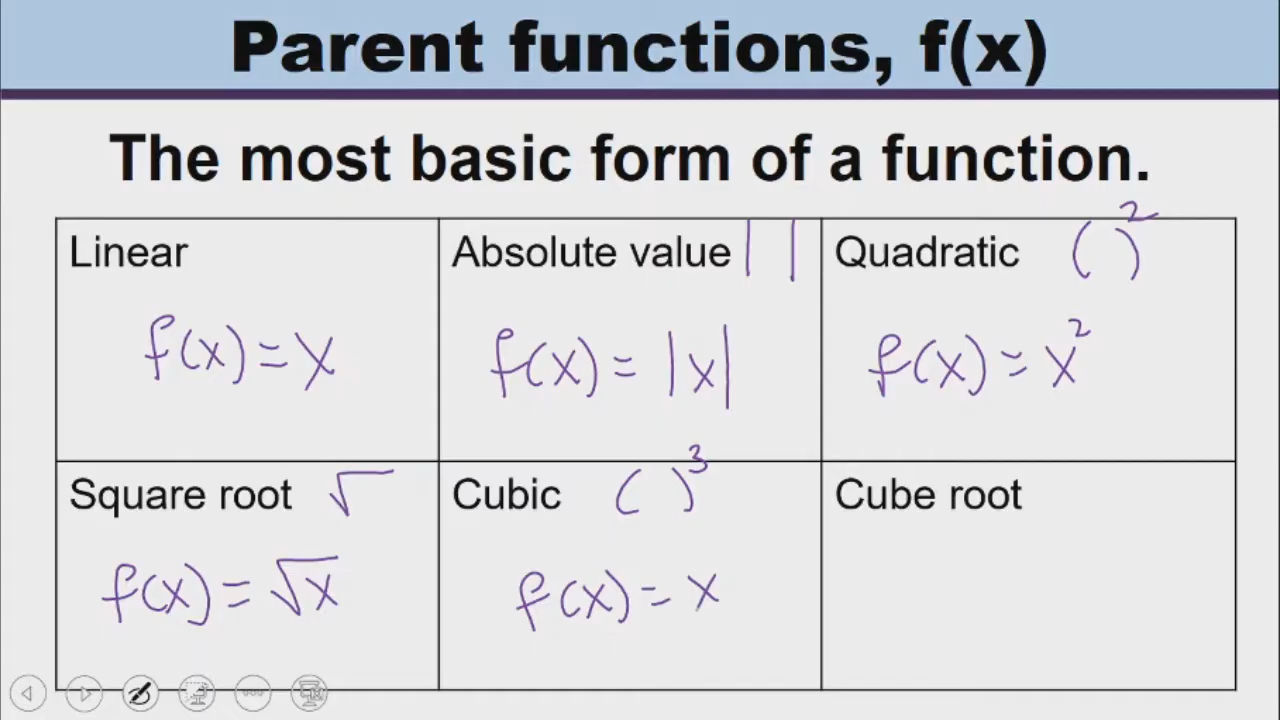 Parent functions, f(x)
The most basic form of a function.
Linear
f(x) = x
Absolute value | |
f(x) = |x|
Quadratic ( )²
f(x) = x²
Square root √
f(x) = √x
Cubic ( )³
f(x) = x
Cube root